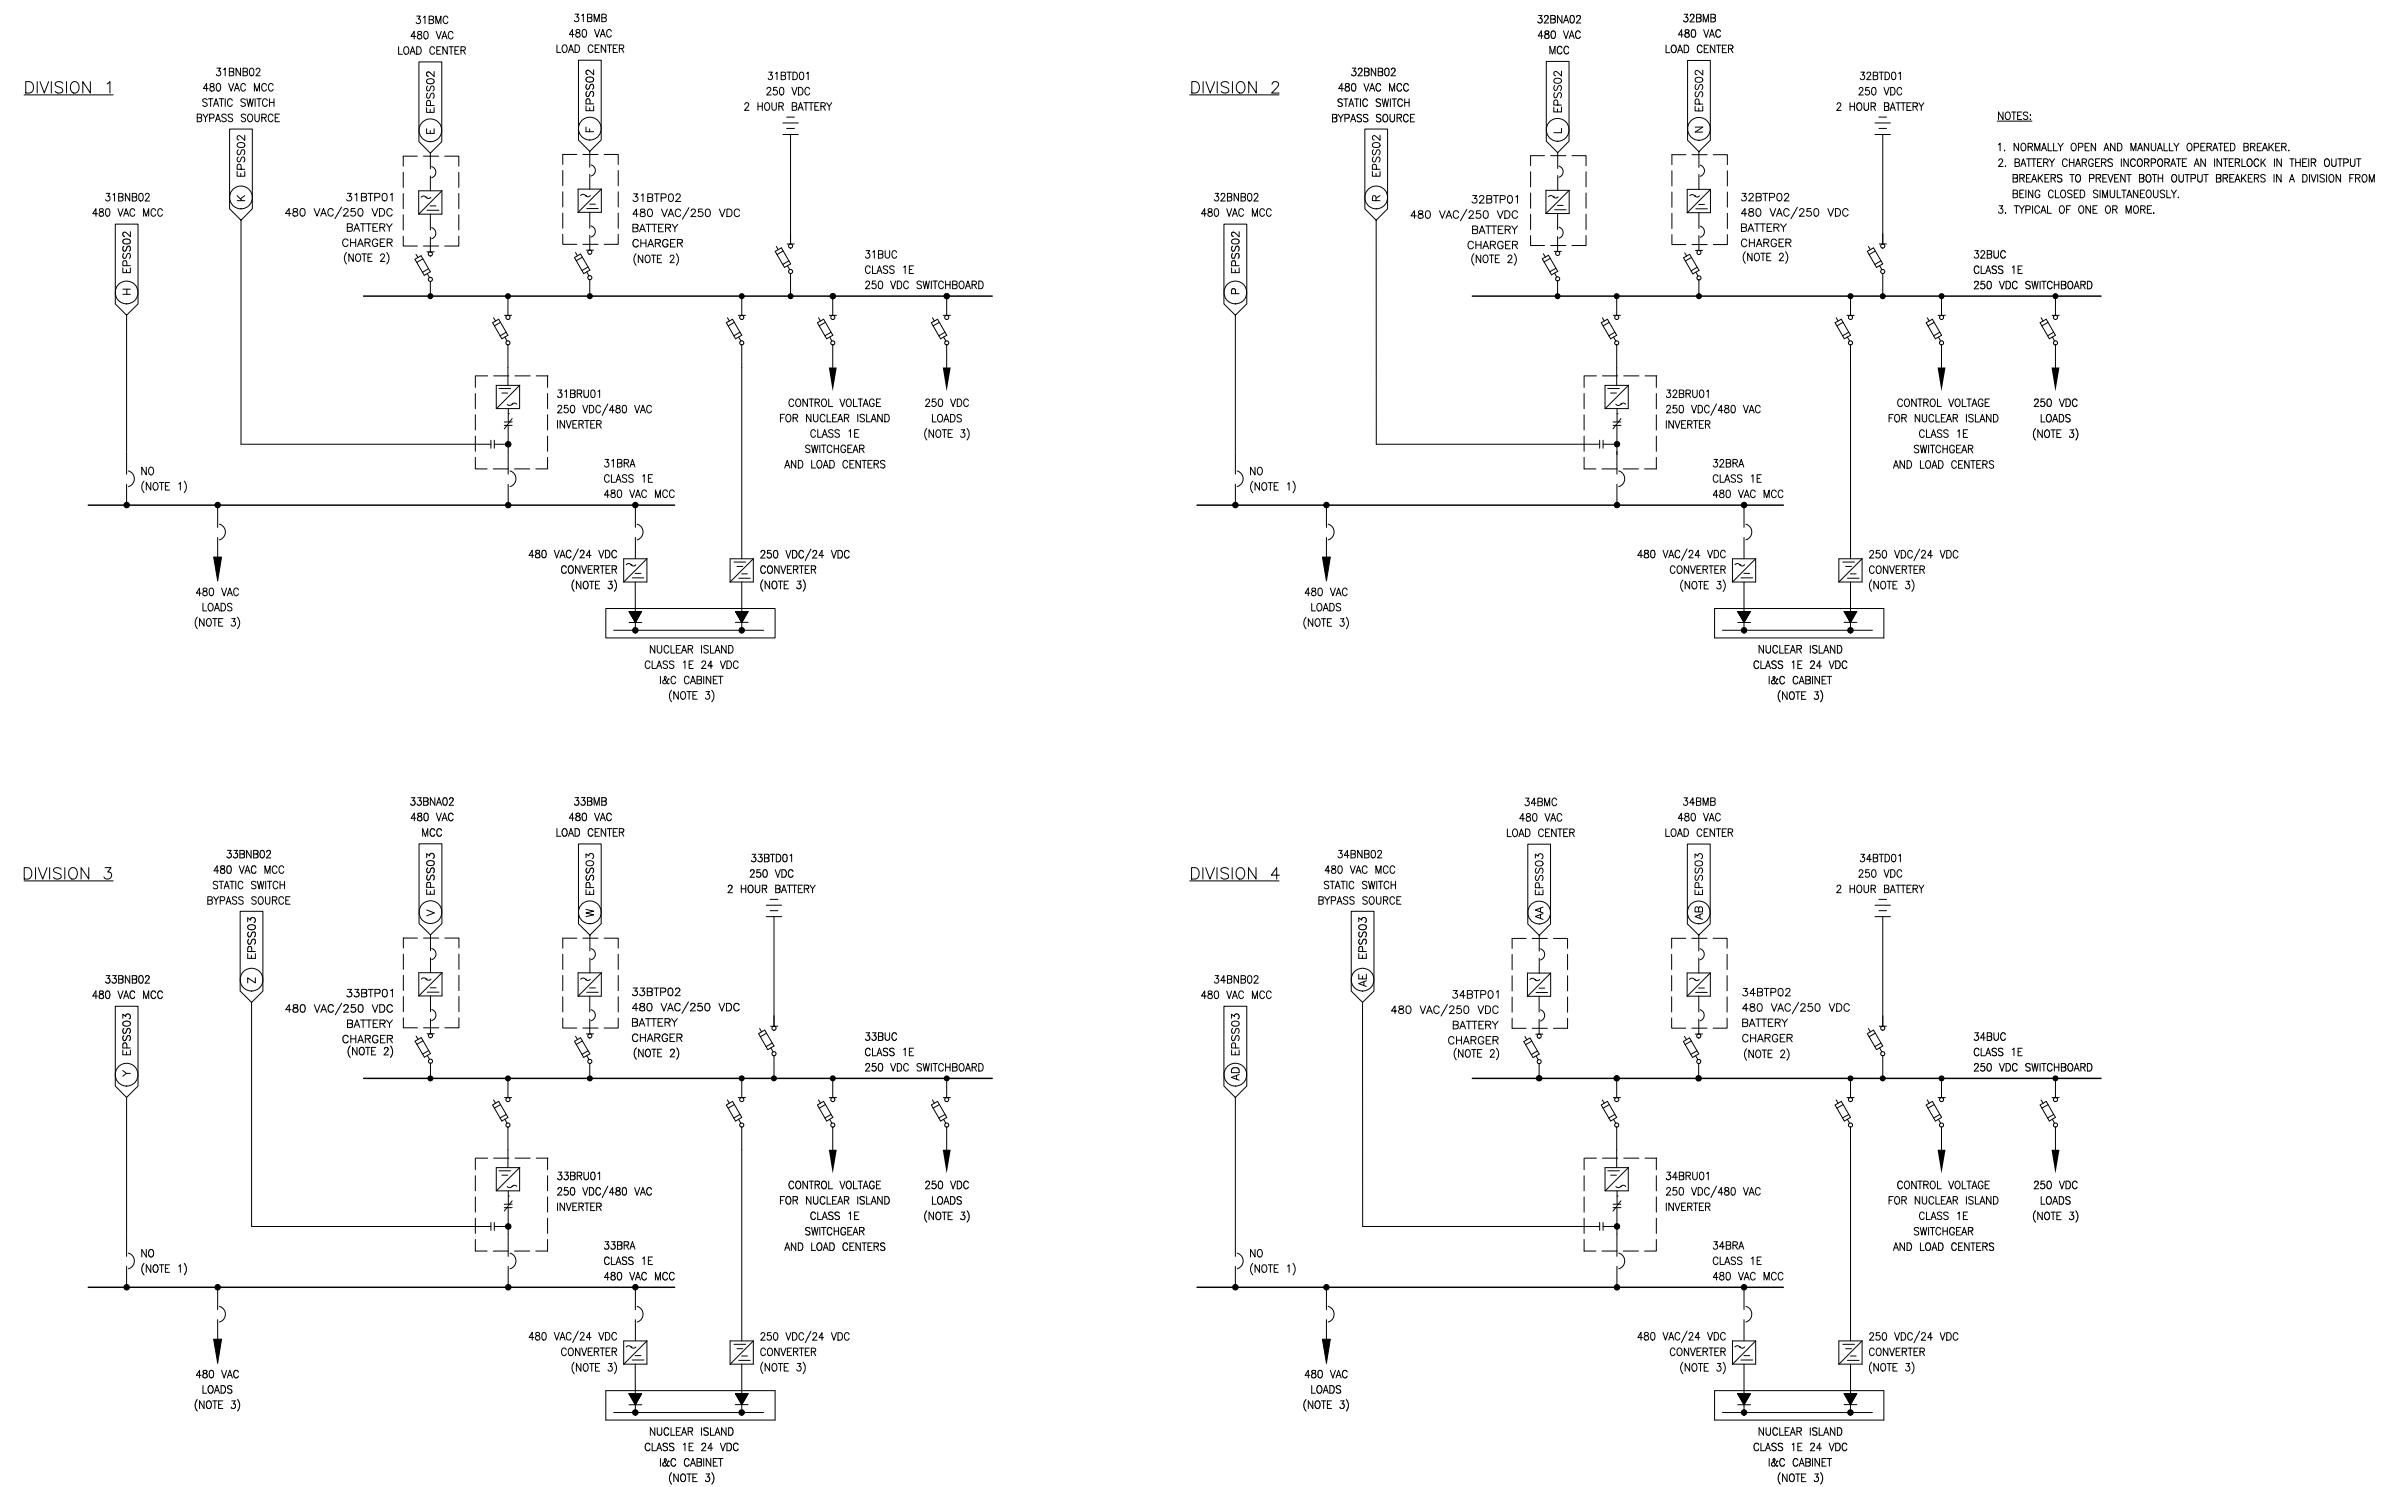 DIVISION 1
31BNB02
480 VAC MCC
EPSS02
H
31BNB02
480 VAC MCC
STATIC SWITCH
BYPASS SOURCE
EPSS02
K
31BMC
480 VAC
LOAD CENTER
EPSS02
E
31BTP01
480 VAC/250 VDC
BATTERY
CHARGER
(NOTE 2)
31BMB
480 VAC
LOAD CENTER
EPSS02
F
31BTP02
480 VAC/250 VDC
BATTERY
CHARGER
(NOTE 2)
31BTD01
250 VDC
2 HOUR BATTERY
31BUC
CLASS 1E
250 VDC SWITCHBOARD
31BRU01
250 VDC/480 VAC
INVERTER
CONTROL VOLTAGE
FOR NUCLEAR ISLAND
CLASS 1E
SWITCHGEAR
AND LOAD CENTERS
250 VDC
LOADS
(NOTE 3)
NO
(NOTE 1)
31BRA
CLASS 1E
480 VAC MCC
480 VAC
LOADS
(NOTE 3)
480 VAC/24 VDC
CONVERTER
(NOTE 3)
250 VDC/24 VDC
CONVERTER
(NOTE 3)
NUCLEAR ISLAND
CLASS 1E 24 VDC
I&C CABINET
(NOTE 3)
DIVISION 2
32BNB02
480 VAC MCC
EPSS02
P
32BNB02
480 VAC MCC
STATIC SWITCH
BYPASS SOURCE
EPSS02
R
32BNA02
480 VAC
MCC
EPSS02
L
32BTP01
480 VAC/250 VDC
BATTERY
CHARGER
(NOTE 2)
32BMB
480 VAC
LOAD CENTER
EPSS02
N
32BTP02
480 VAC/250 VDC
BATTERY
CHARGER
(NOTE 2)
32BTD01
250 VDC
2 HOUR BATTERY
32BUC
CLASS 1E
250 VDC SWITCHBOARD
32BRU01
250 VDC/480 VAC
INVERTER
CONTROL VOLTAGE
FOR NUCLEAR ISLAND
CLASS 1E
SWITCHGEAR
AND LOAD CENTERS
250 VDC
LOADS
(NOTE 3)
NO
(NOTE 1)
32BRA
CLASS 1E
480 VAC MCC
480 VAC
LOADS
(NOTE 3)
480 VAC/24 VDC
CONVERTER
(NOTE 3)
250 VDC/24 VDC
CONVERTER
(NOTE 3)
NUCLEAR ISLAND
CLASS 1E 24 VDC
I&C CABINET
(NOTE 3)
NOTES:
1. NORMALLY OPEN AND MANUALLY OPERATED BREAKER.
2. BATTERY CHARGERS INCORPORATE AN INTERLOCK IN THEIR OUTPUT
BREAKERS TO PREVENT BOTH OUTPUT BREAKERS IN A DIVISION FROM
BEING CLOSED SIMULTANEOUSLY.
3. TYPICAL OF ONE OR MORE.
DIVISION 3
33BNB02
480 VAC MCC
EPSS03
Y
33BNB02
480 VAC MCC
STATIC SWITCH
BYPASS SOURCE
EPSS03
Z
33BNA02
480 VAC
MCC
EPSS03
V
33BTP01
480 VAC/250 VDC
BATTERY
CHARGER
(NOTE 2)
33BMB
480 VAC
LOAD CENTER
EPSS03
W
33BTP02
480 VAC/250 VDC
BATTERY
CHARGER
(NOTE 2)
33BTD01
250 VDC
2 HOUR BATTERY
33BUC
CLASS 1E
250 VDC SWITCHBOARD
33BRU01
250 VDC/480 VAC
INVERTER
CONTROL VOLTAGE
FOR NUCLEAR ISLAND
CLASS 1E
SWITCHGEAR
AND LOAD CENTERS
250 VDC
LOADS
(NOTE 3)
NO
(NOTE 1)
33BRA
CLASS 1E
480 VAC MCC
480 VAC
LOADS
(NOTE 3)
480 VAC/24 VDC
CONVERTER
(NOTE 3)
250 VDC/24 VDC
CONVERTER
(NOTE 3)
NUCLEAR ISLAND
CLASS 1E 24 VDC
I&C CABINET
(NOTE 3)
DIVISION 4
34BNB02
480 VAC MCC
EPSS03
AD
34BNB02
480 VAC MCC
STATIC SWITCH
BYPASS SOURCE
EPSS03
AE
34BMC
480 VAC
LOAD CENTER
EPSS03
AA
34BTP01
480 VAC/250 VDC
BATTERY
CHARGER
(NOTE 2)
34BMB
480 VAC
LOAD CENTER
EPSS03
AB
34BTP02
480 VAC/250 VDC
BATTERY
CHARGER
(NOTE 2)
34BTD01
250 VDC
2 HOUR BATTERY
34BUC
CLASS 1E
250 VDC SWITCHBOARD
34BRU01
250 VDC/480 VAC
INVERTER
CONTROL VOLTAGE
FOR NUCLEAR ISLAND
CLASS 1E
SWITCHGEAR
AND LOAD CENTERS
250 VDC
LOADS
(NOTE 3)
NO
(NOTE 1)
34BRA
CLASS 1E
480 VAC MCC
480 VAC
LOADS
(NOTE 3)
480 VAC/24 VDC
CONVERTER
(NOTE 3)
250 VDC/24 VDC
CONVERTER
(NOTE 3)
NUCLEAR ISLAND
CLASS 1E 24 VDC
I&C CABINET
(NOTE 3)